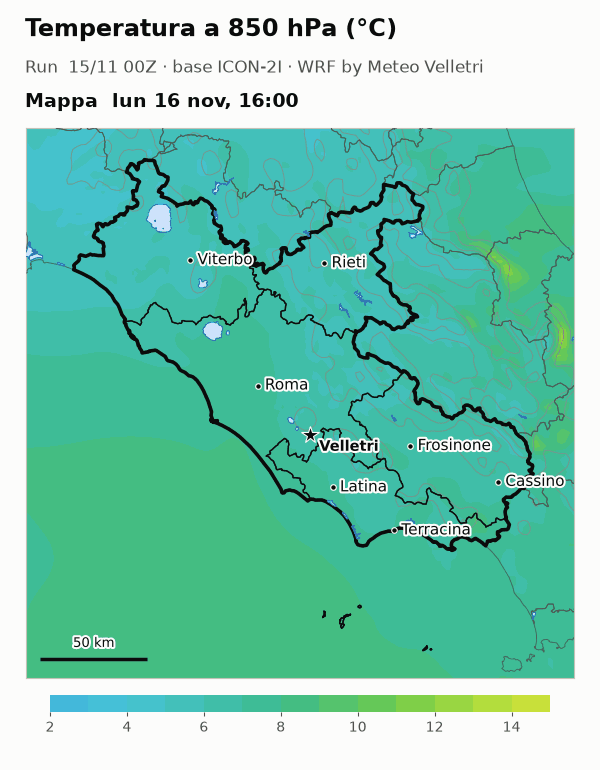 Temperatura a 850 hPa (°C)
Run  15/11 00Z · base ICON-2I · WRF by Meteo Velletri
Mappa  lun 16 nov, 16:00
Viterbo
Rieti
Roma
Velletri
Frosinone
Latina
Cassino
Terracina
50 km
2 4 6 8 10 12 14